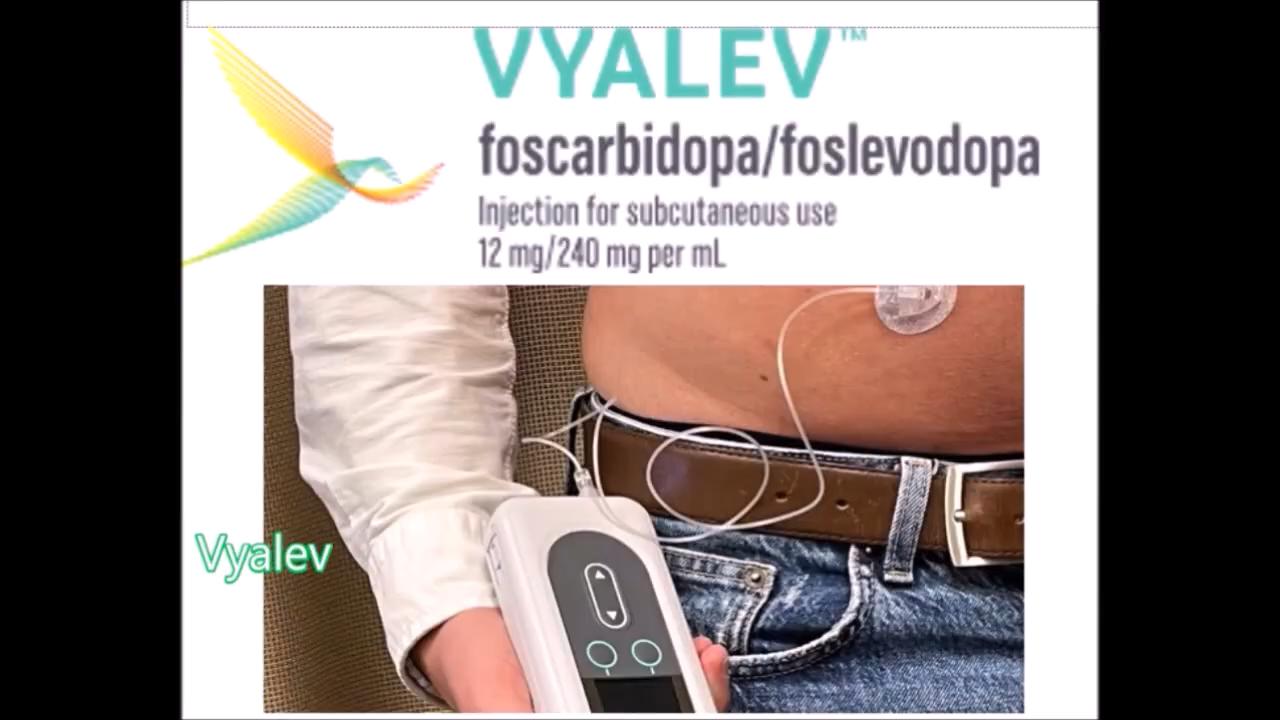 VYALEV™
foscarbidopa/foslevodopa
Injection for subcutaneous use
12 mg/240 mg per mL
Vyalev